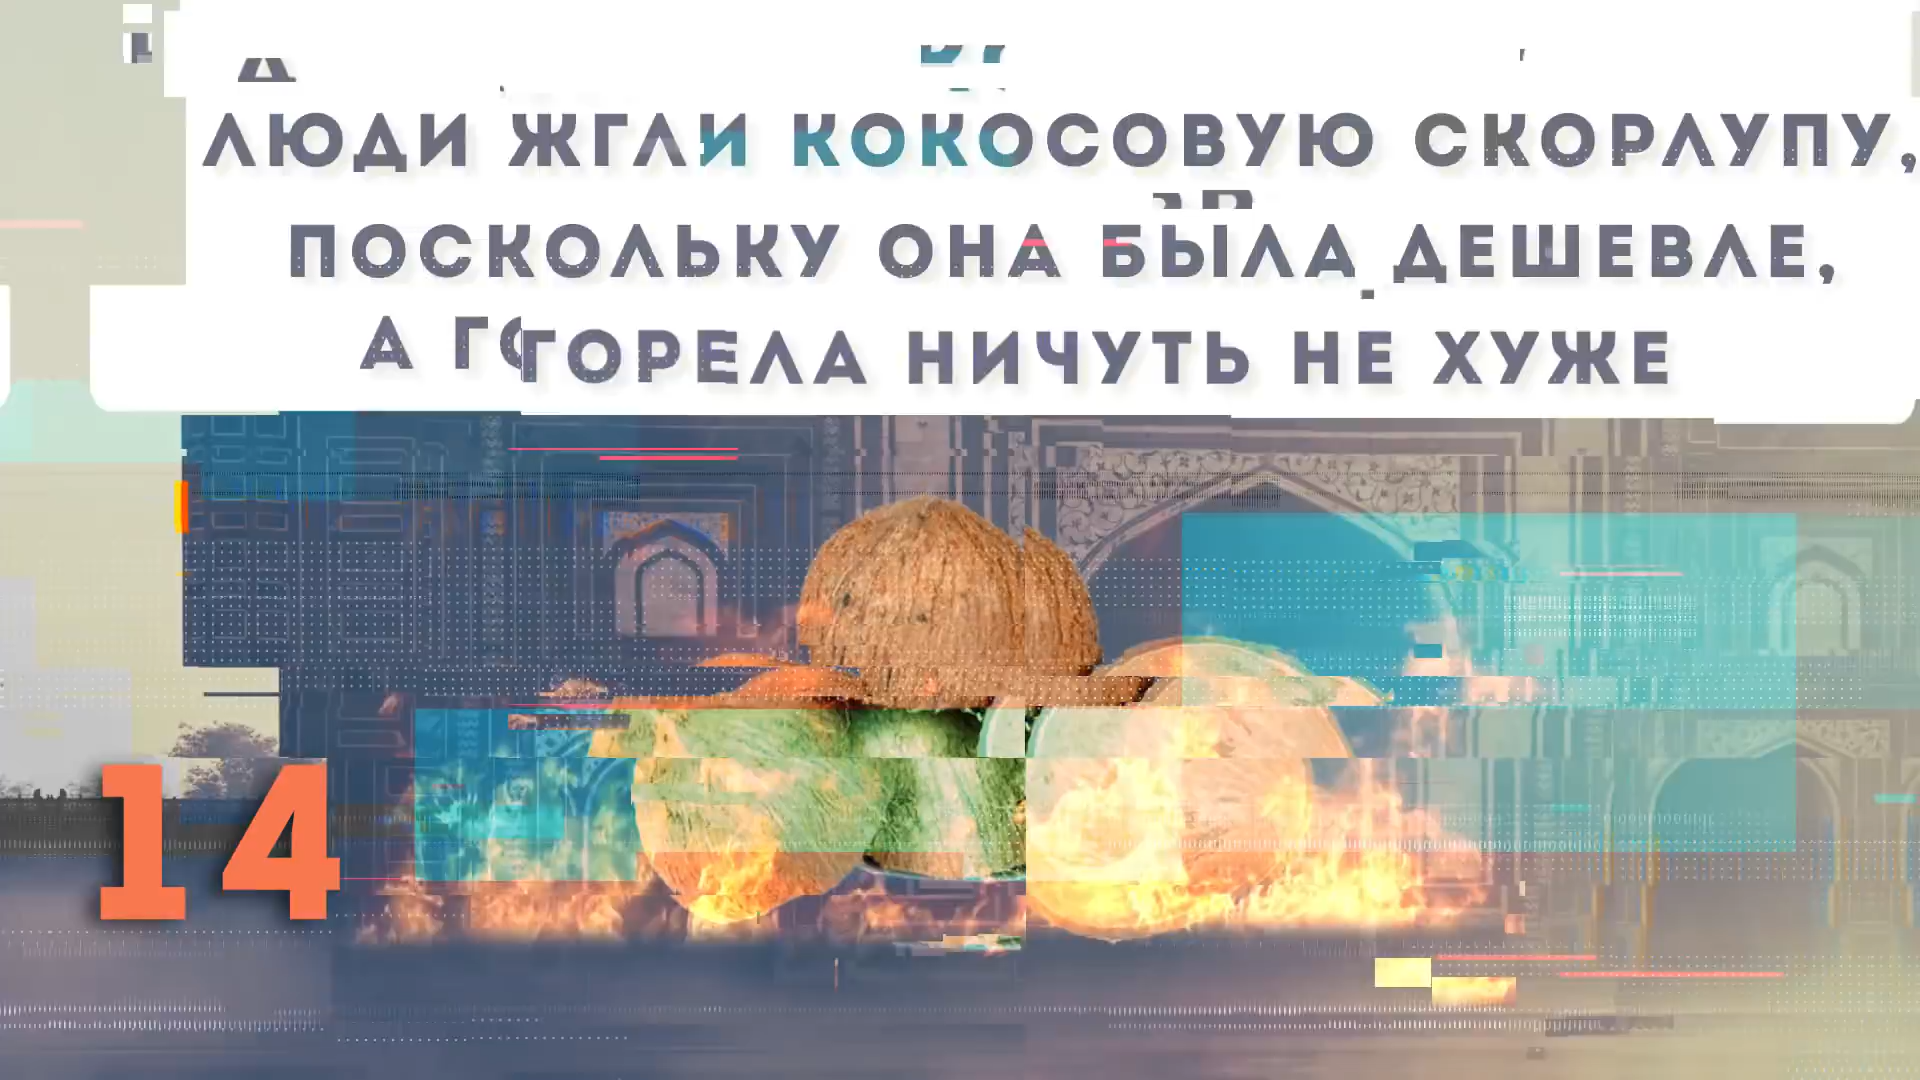 ЛЮДИ ЖГЛИ КОКОСОВУЮ СКОРЛУПУ,
ПОСКОЛЬКУ ОНА БЫЛА ДЕШЕВЛЕ,
А ГОРЕЛА НИЧУТЬ НЕ ХУЖЕ
14